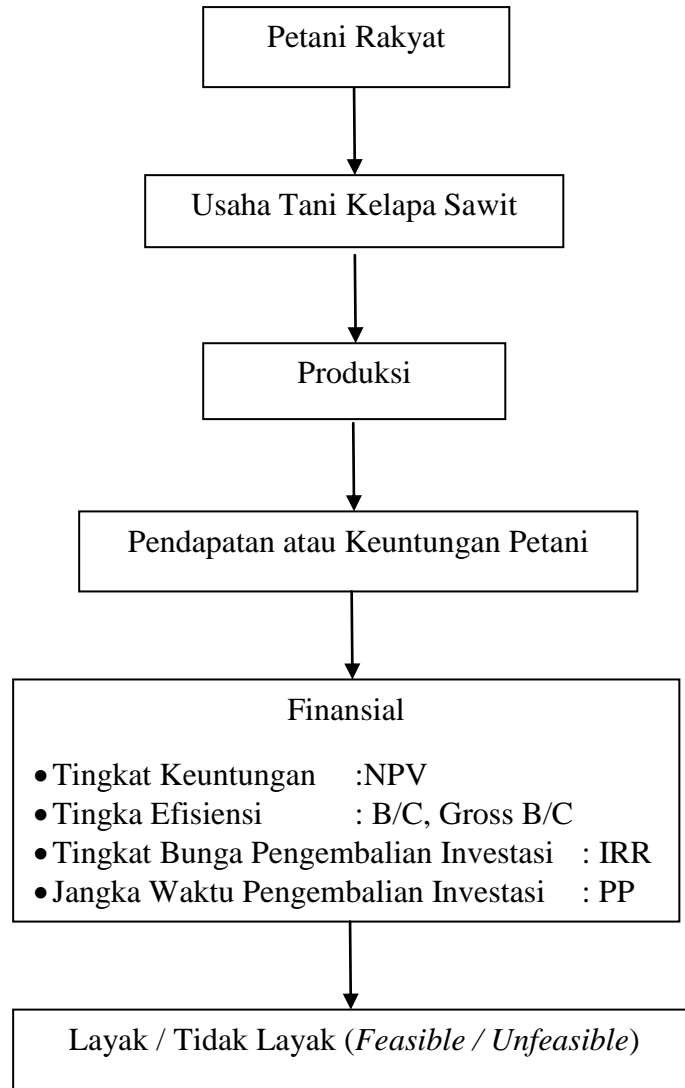 Petani Rakyat
Usaha Tani Kelapa Sawit
Produksi
Pendapatan atau Keuntungan Petani
Finansial
• Tingkat Keuntungan :NPV
• Tingka Efisiensi : B/C, Gross B/C
• Tingkat Bunga Pengembalian Investasi : IRR
• Jangka Waktu Pengembalian Investasi : PP
Layak / Tidak Layak (Feasible / Unfeasible)